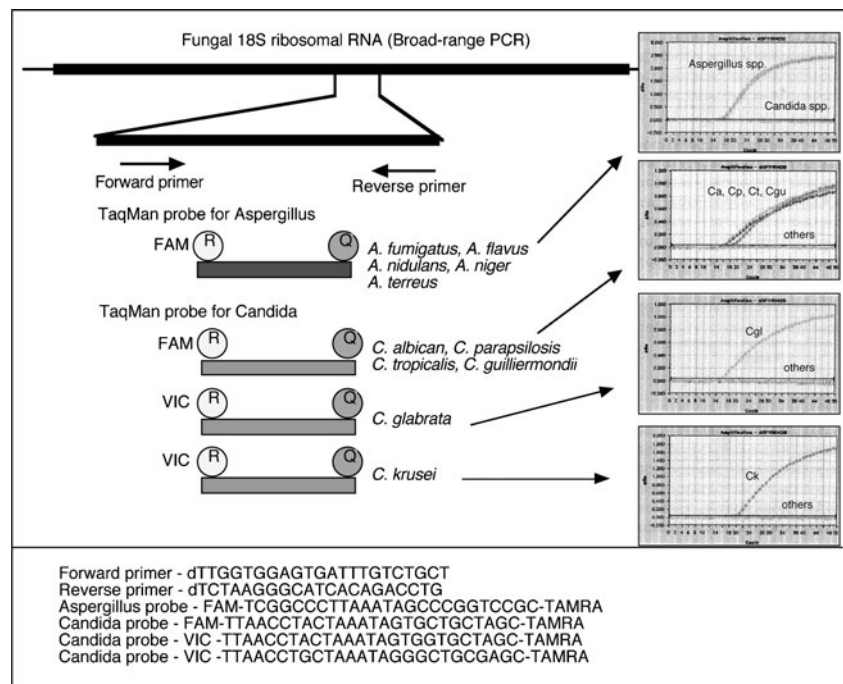 Fungal 18S ribosomal RNA (Broad-range PCR)
Forward primer
Reverse primer
TaqMan probe for Aspergillus
FAM
R
Q
A. fumigatus, A. flavus
A. nidulans, A. niger
A. terreus
TaqMan probe for Candida
FAM
R
Q
C. albican, C. parapsilosis
C. tropicalis, C. guilliermondii
VIC
R
Q
C. glabrata
VIC
R
Q
C. krusei
Aspergillus spp.
Candida spp.
Ca, Cp, Ct, Cgu
others
Cgl
others
Ck
others
Forward primer - dTTGGTGGAGTGATTTGTCTGCT
Reverse primer - dTCTAAGGGCATCACAGACCTG
Aspergillus probe - FAM-TCGGCCCTTAAATAGCCCGGTCCGC-TAMRA
Candida probe - FAM-TTAACCTACTAAATAGTGCTGCTAGC-TAMRA
Candida probe - VIC -TTAACCTACTAAATAGTGGTGCTAGC-TAMRA
Candida probe - VIC -TTAACCTGCTAAATAGGGCTGCGAGC-TAMRA